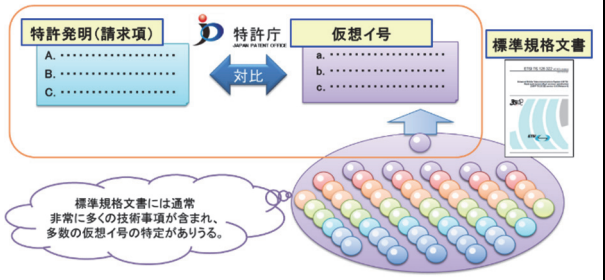 特許発明(請求項)
A. ・・・・・・・・・・・・・・・・・・・・
B. ・・・・・・・・・・・・・・・・・・・・
C. ・・・・・・・・・・・・・・・・・・・・
特許庁
JAPAN PATENT OFFICE
対比
仮想イ号
a. ・・・・・・・・・・・・・・・・・・・・
b. ・・・・・・・・・・・・・・・・・・・・
c. ・・・・・・・・・・・・・・・・・・・・
標準規格文書
標準規格文書には通常
非常に多くの技術事項が含まれ、
多数の仮想イ号の特定がありうる。